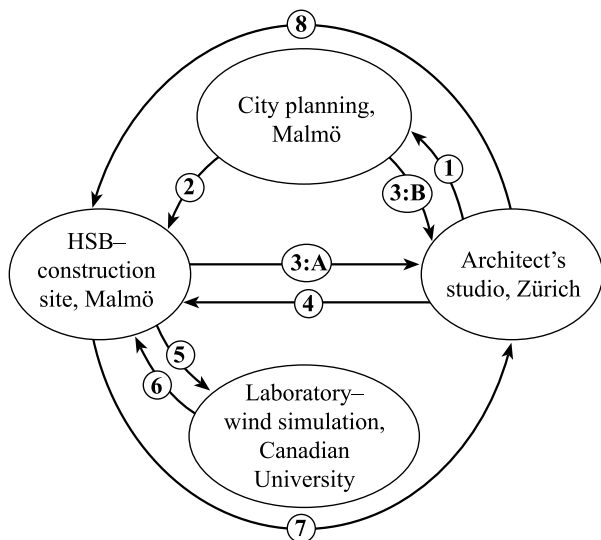 8
City planning,
Malmö
1
2
3:B
HSB–
construction
site, Malmö
3:A
Architect's
studio, Zürich
4
5
6
Laboratory–
wind simulation,
Canadian
University
7